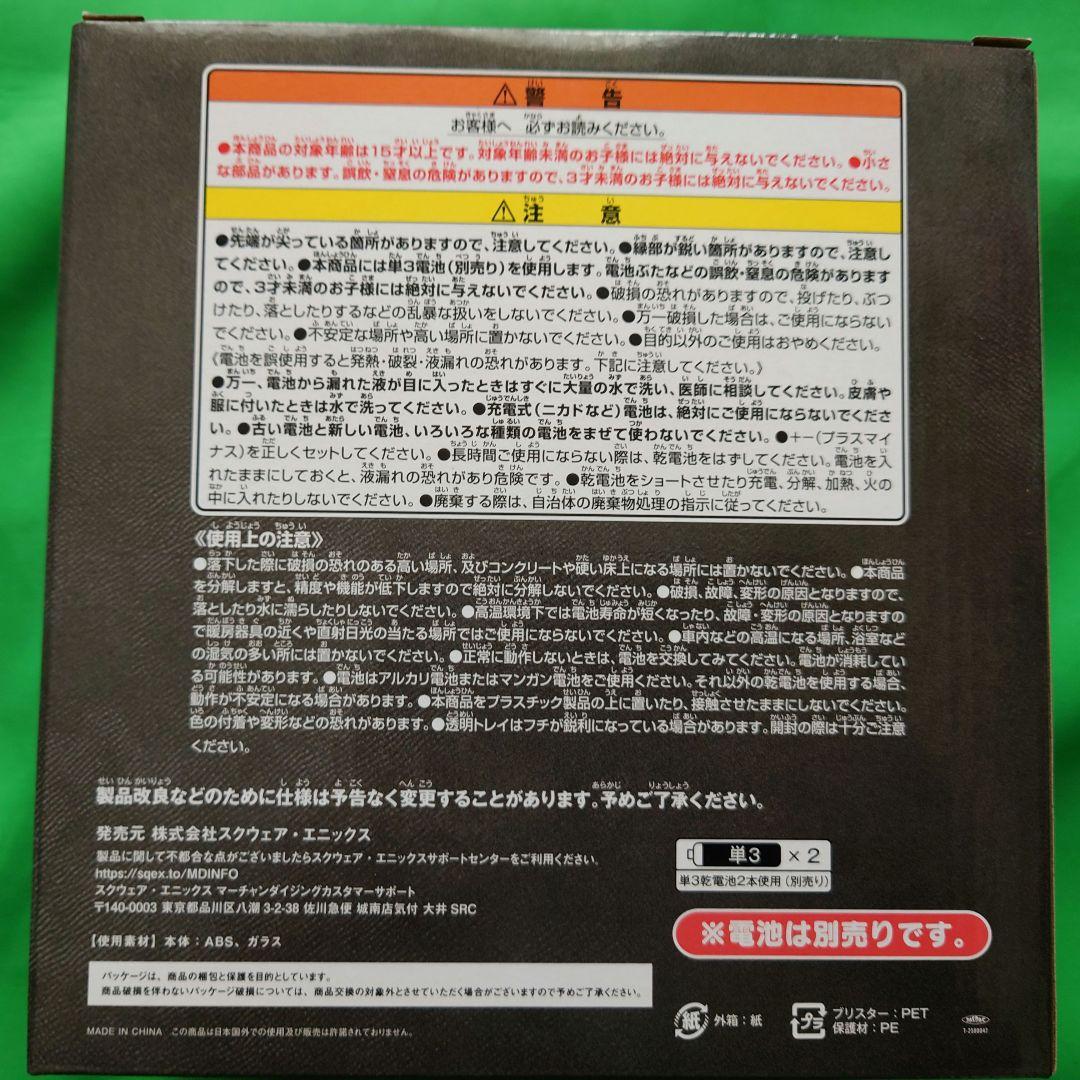 ⚠警告
お客様へ 必ずお読みください。
●本商品の対象年齢は15才以上です。対象年齢未満のお子様には絶対に与えないでください。●小さ
な部品があります。誤飲・窒息の危険がありますので、3才未満のお子様には絶対に与えないでください。
⚠注意
●先端が尖っている箇所がありますので、注意してください。●縁部が鋭い箇所がありますので、注意し
てください。●本商品には単3電池(別売り)を使用します。電池ぶたなどの誤飲・窒息の危険があります
ので、3才未満のお子様には絶対に与えないでください。●破損の恐れがありますので、投げたり、ぶつ
けたり、落としたりするなどの乱暴な扱いをしないでください。●万一破損した場合は、ご使用にならない
でください。●不安定な場所や高い場所に置かないでください。●目的以外のご使用はおやめください。
《電池を誤使用すると発熱・破裂・液漏れの恐れがあります。下記に注意してください。》
●万一、電池から漏れた液が目に入ったときはすぐに大量の水で洗い、医師に相談してください。皮膚や
服に付いたときは水で洗ってください。●充電式(ニカドなど)電池は、絶対にご使用にならないでくださ
い。●古い電池と新しい電池、いろいろな種類の電池をまぜて使わないでください。●+-(プラスマイ
ナス)を正しくセットしてください。●長時間ご使用にならない際は、乾電池をはずしてください。電池を入
れたままにしておくと、液漏れの恐れがあり危険です。●乾電池をショートさせたり充電、分解、加熱、火の
中に入れたりしないでください。●廃棄する際は、自治体の廃棄物処理の指示に従ってください。
《使用上の注意》
●落下した際に破損の恐れのある高い場所、及びコンクリートや硬い床上になる場所には置かないでください。●本商品
を分解しますと、精度や機能が低下しますので絶対に分解しないでください。●破損、故障、変形の原因となりますので、
落としたり水に濡らしたりしないでください。●高温環境下では電池寿命が短くなったり、故障・変形の原因となりますの
で暖房器具の近くや直射日光の当たる場所ではご使用にならないでください。●車内などの高温になる場所、浴室など
の湿気の多い所には置かないでください。●正常に動作しないときは、電池を交換してみてください。電池が消耗してい
る可能性があります。●電池はアルカリ電池またはマンガン電池をご使用ください。それ以外の乾電池を使用する場合、
動作が不安定になる場合があります。●本商品をプラスチック製品の上に置いたり、接触させたままにしないでください。
色の付着や変形などの恐れがあります。●透明トレイはフチが鋭利になっている場合があります。開封の際は十分ご注意
ください。
製品改良などのために仕様は予告なく変更することがあります。予めご了承ください。
発売元 株式会社スクウェア・エニックス
製品に関して不都合な点がございましたらスクウェア・エニックスサポートセンターをご利用ください。
https://sqex.to/MDINFO
スクウェア・エニックス マーチャンダイジングカスタマーサポート
〒140-0003 東京都品川区八潮 3-2-38 佐川急便 城南店気付 大井 SRC
【使用素材】本体:ABS、ガラス
単3 × 2
単3乾電池2本使用(別売り)
※電池は別売りです。
パッケージは、商品の梱包と保護を目的としています。
商品破損を伴わないパッケージ破損については、商品交換の対象外とさせていただく場合がございますので予めご了承ください。
MADE IN CHINA この商品は日本国外での使用及び販売は許諾されておりません。
紙 外箱:紙
プラ ブリスター:PET
保護材:PE